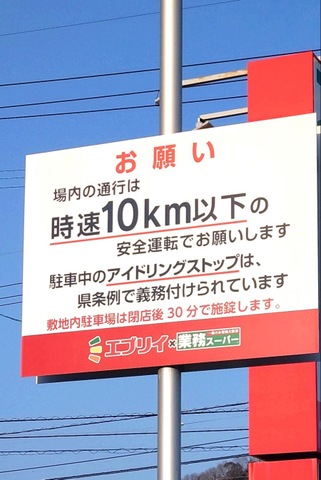 お願い
場内の通行は
時速10km以下の
安全運転でお願いします
駐車中のアイドリングストップは、
県条例で義務付けられています
敷地内駐車場は閉店後30分で施錠します。
エブリイ×業務スーパー